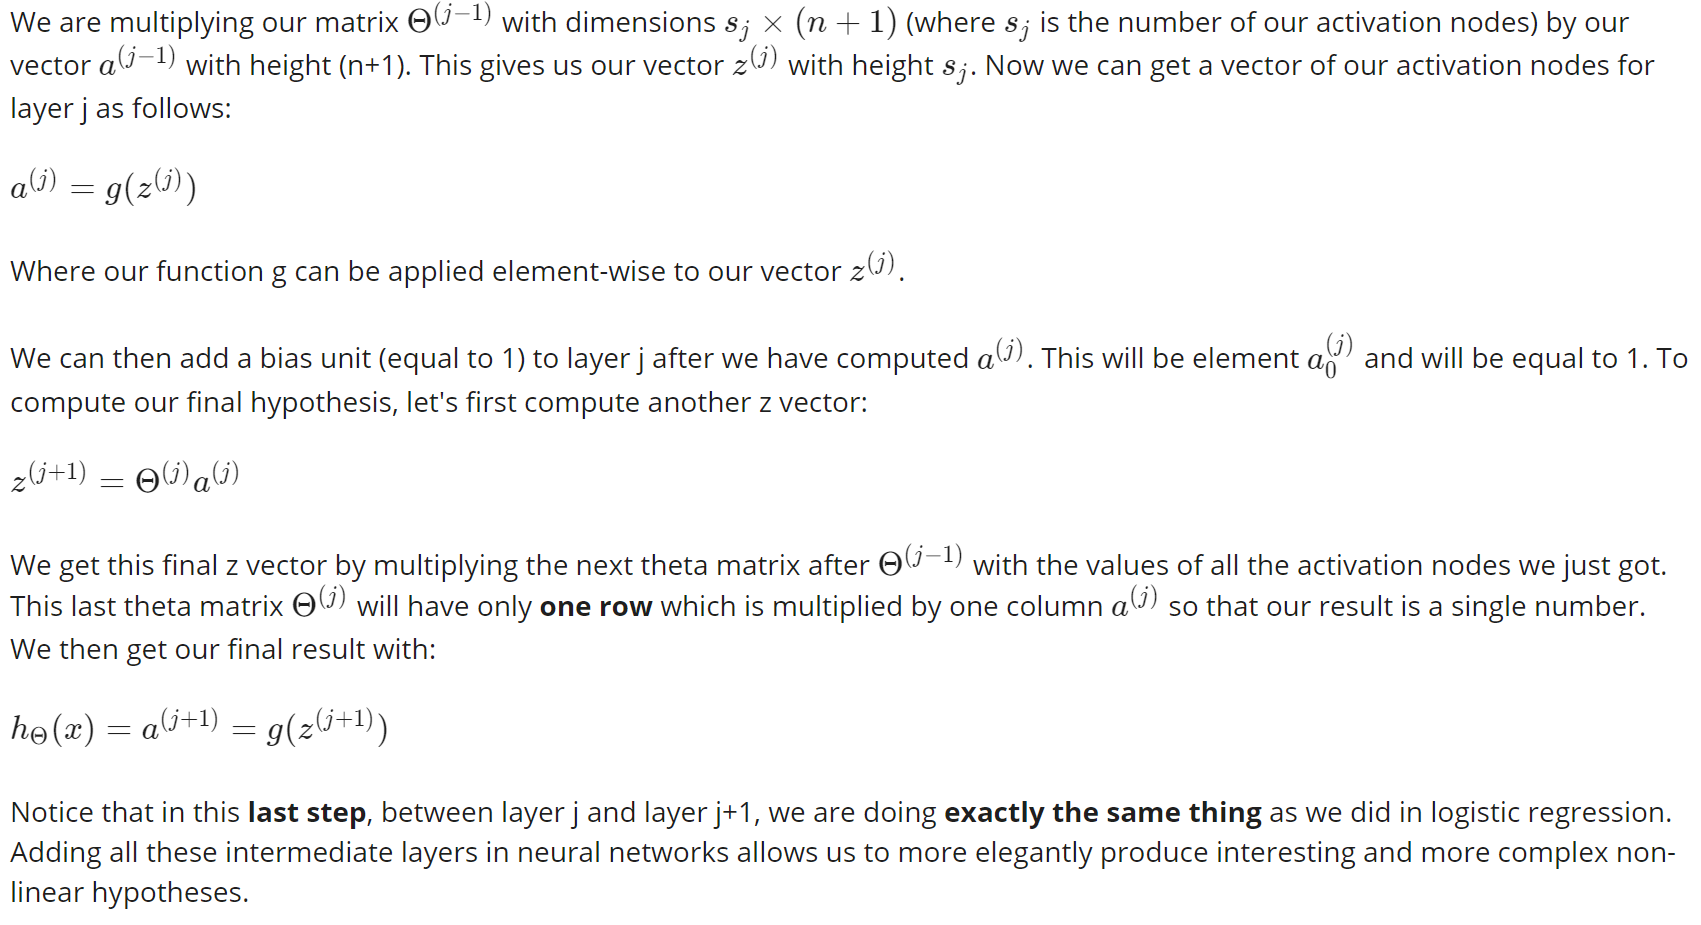 We are multiplying our matrix Θ^(j−1) with dimensions s_j × (n + 1) (where s_j is the number of our activation nodes) by our
vector a^(j−1) with height (n+1). This gives us our vector z^(j) with height s_j. Now we can get a vector of our activation nodes for
layer j as follows:
a^(j) = g(z^(j))
Where our function g can be applied element-wise to our vector z^(j).
We can then add a bias unit (equal to 1) to layer j after we have computed a^(j). This will be element a_0^(j) and will be equal to 1. To
compute our final hypothesis, let's first compute another z vector:
z^(j+1) = Θ^(j)a^(j)
We get this final z vector by multiplying the next theta matrix after Θ^(j−1) with the values of all the activation nodes we just got.
This last theta matrix Θ^(j) will have only one row which is multiplied by one column a^(j) so that our result is a single number.
We then get our final result with:
h_Θ(x) = a^(j+1) = g(z^(j+1))
Notice that in this last step, between layer j and layer j+1, we are doing exactly the same thing as we did in logistic regression.
Adding all these intermediate layers in neural networks allows us to more elegantly produce interesting and more complex non-
linear hypotheses.